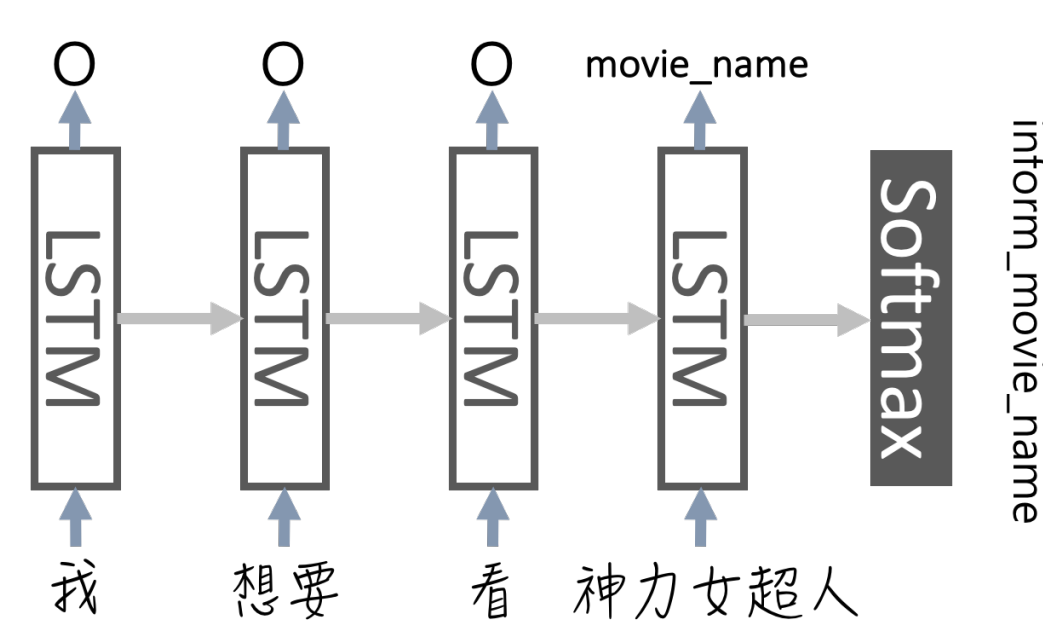 O O O movie_name
LSTM LSTM LSTM LSTM Softmax inform_movie_name
我 想要 看 神力女超人